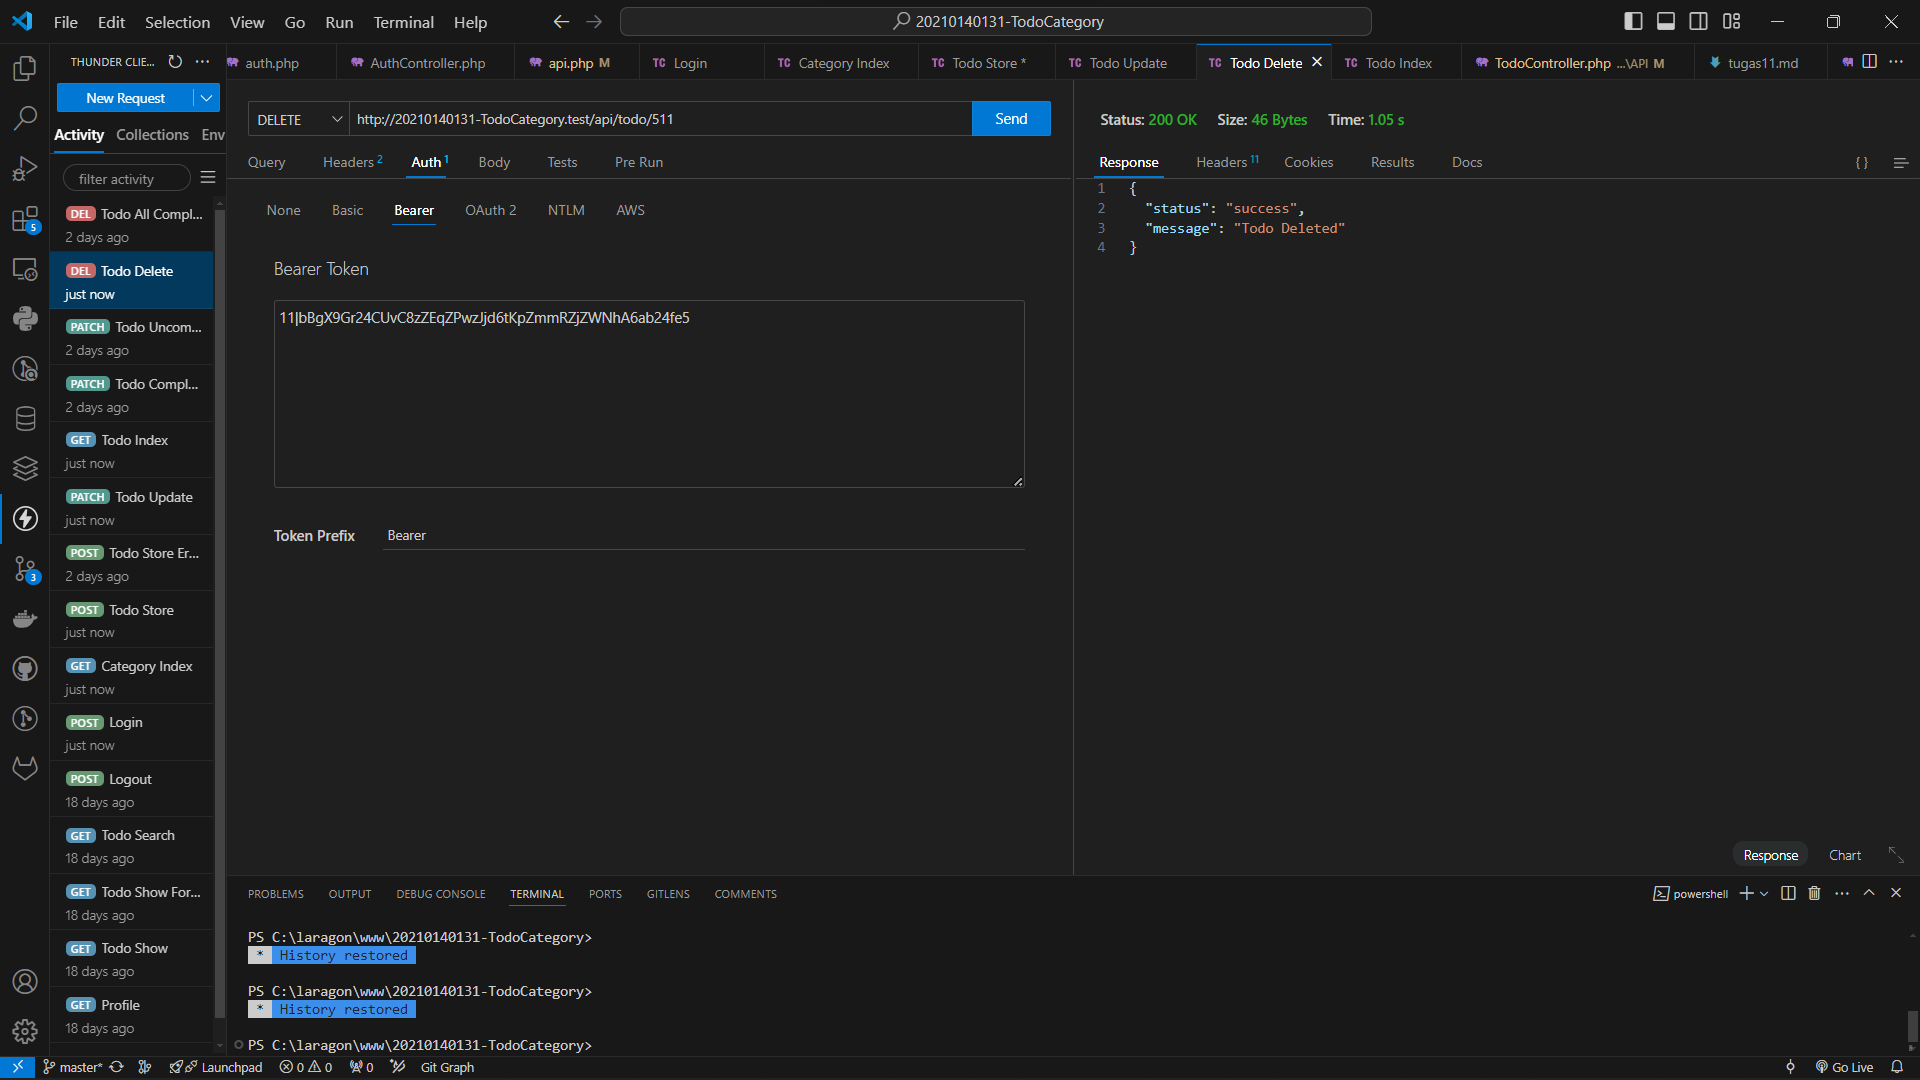 File Edit Selection View Go Run Terminal Help
20210140131-TodoCategory
THUNDER CLIE...
auth.php
AuthController.php
api.php M
TC Login
TC Category Index
TC Todo Store *
TC Todo Update
TC Todo Delete
TC Todo Index
TodoController.php ...\API M
tugas11.md
New Request
Activity Collections Env
filter activity
DEL Todo All Compl...
2 days ago
DEL Todo Delete
just now
PATCH Todo Uncom...
2 days ago
PATCH Todo Compl...
2 days ago
GET Todo Index
just now
PATCH Todo Update
just now
POST Todo Store Er...
2 days ago
POST Todo Store
just now
GET Category Index
just now
POST Login
just now
POST Logout
18 days ago
GET Todo Search
18 days ago
GET Todo Show For...
18 days ago
GET Todo Show
18 days ago
GET Profile
18 days ago
5
3
DELETE http://20210140131-TodoCategory.test/api/todo/511 Send
Query Headers 2 Auth 1 Body Tests Pre Run
None Basic Bearer OAuth 2 NTLM AWS
Bearer Token
11|bBgX9Gr24CUvC8zZEqZPwzJjd6tKpZmmRZjZWNhA6ab24fe5
Token Prefix Bearer
Status: 200 OK Size: 46 Bytes Time: 1.05 s
Response Headers 11 Cookies Results Docs { }
1 {
2 "status": "success",
3 "message": "Todo Deleted"
4 }
Response Chart
PROBLEMS OUTPUT DEBUG CONSOLE TERMINAL PORTS GITLENS COMMENTS
powershell
PS C:\laragon\www\20210140131-TodoCategory>
* History restored
PS C:\laragon\www\20210140131-TodoCategory>
* History restored
PS C:\laragon\www\20210140131-TodoCategory>
master* Launchpad 0 0 0 Git Graph
Go Live